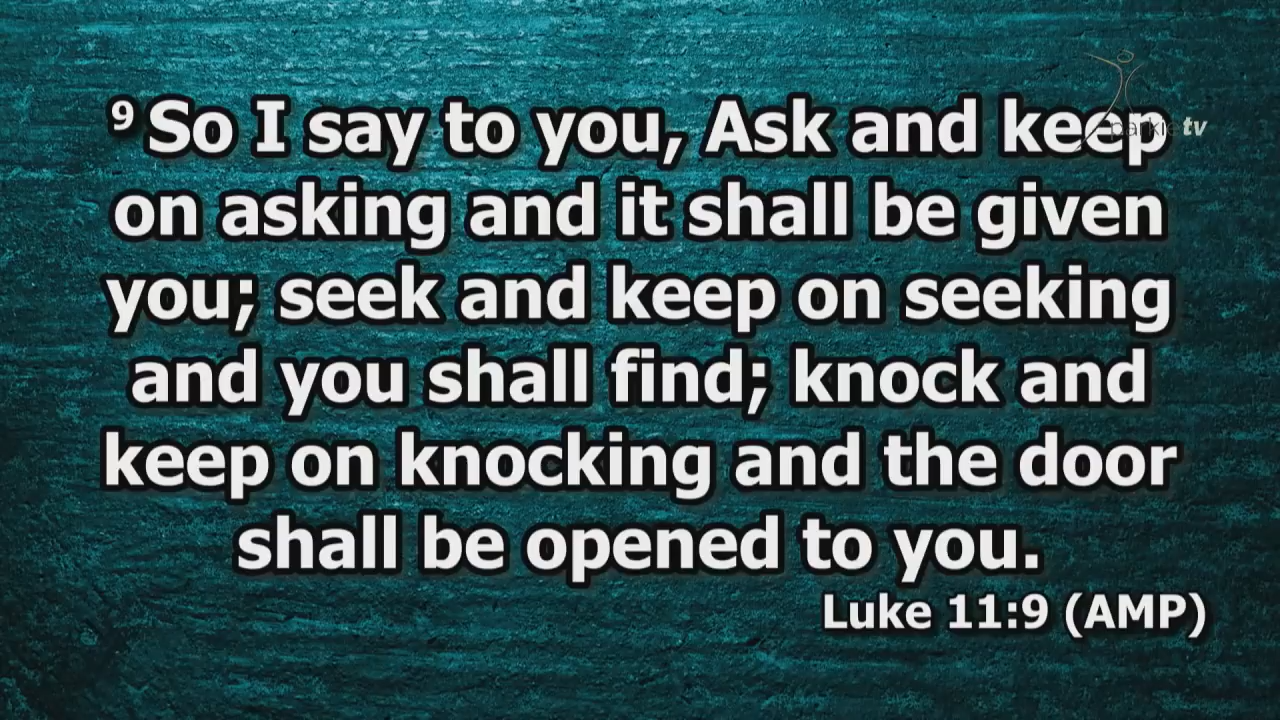 9 So I say to you, Ask and keep
on asking and it shall be given
you; seek and keep on seeking
and you shall find; knock and
keep on knocking and the door
shall be opened to you.
Luke 11:9 (AMP)
parkie tv